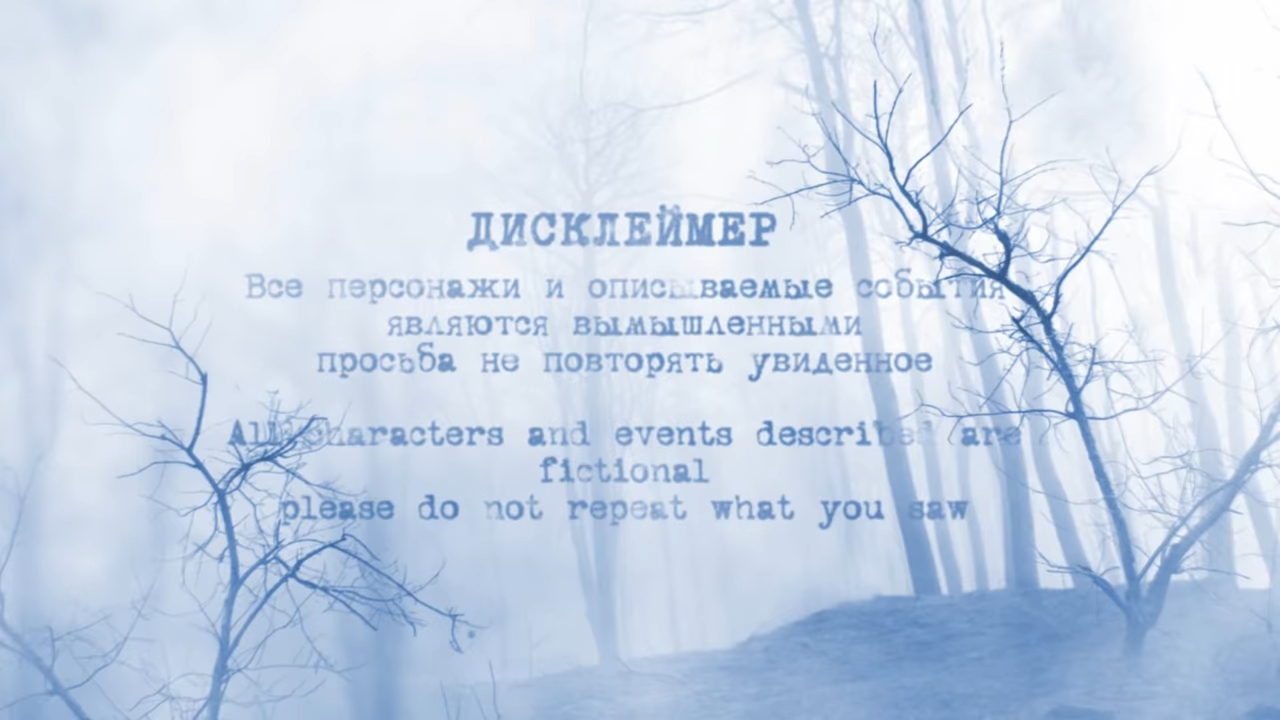 ДИСКЛЕЙМЕР
Все персонажи и описываемые события
являются вымышленными
просьба не повторять увиденное
All characters and events described are
fictional
please do not repeat what you saw